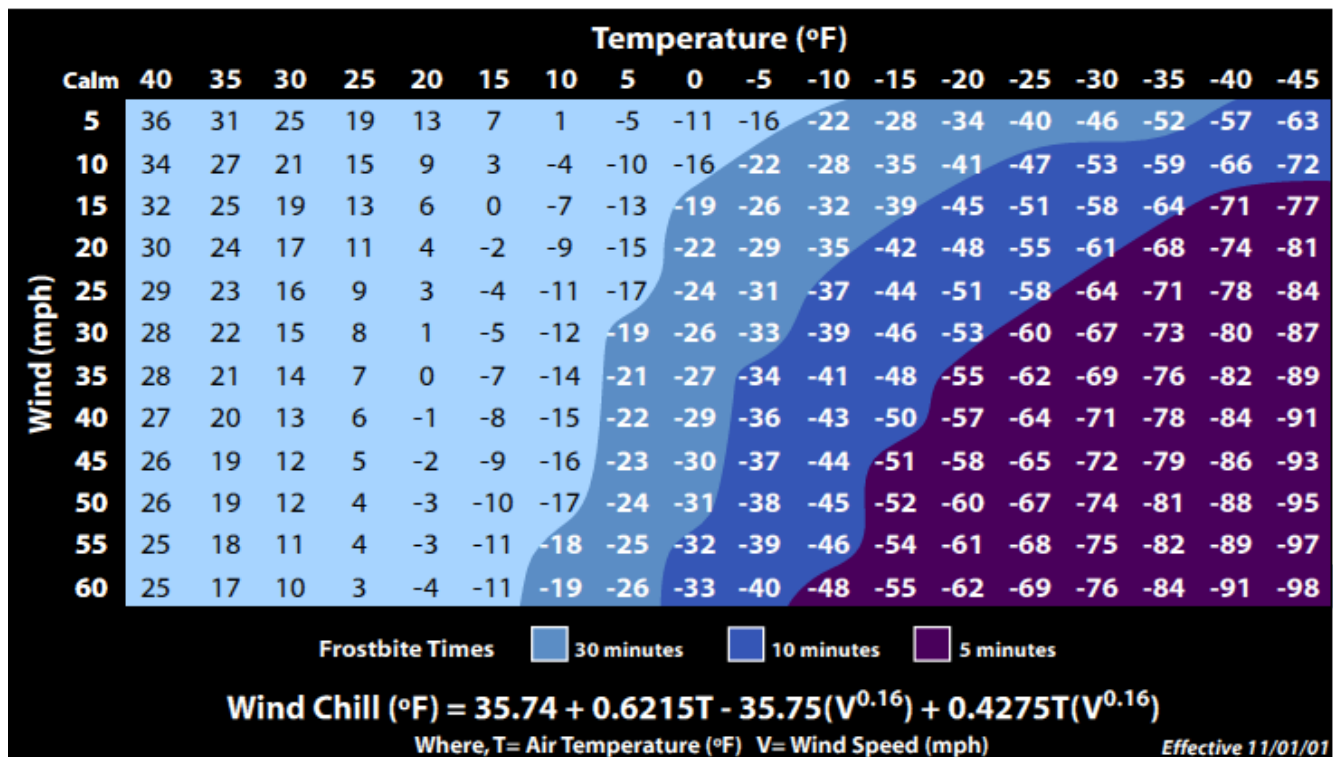 Temperature (ºF)
Calm 40 35 30 25 20 15 10 5 0 -5 -10 -15 -20 -25 -30 -35 -40 -45
5 36 31 25 19 13 7 1 -5 -11 -16 -22 -28 -34 -40 -46 -52 -57 -63
10 34 27 21 15 9 3 -4 -10 -16 -22 -28 -35 -41 -47 -53 -59 -66 -72
15 32 25 19 13 6 0 -7 -13 -19 -26 -32 -39 -45 -51 -58 -64 -71 -77
20 30 24 17 11 4 -2 -9 -15 -22 -29 -35 -42 -48 -55 -61 -68 -74 -81
25 29 23 16 9 3 -4 -11 -17 -24 -31 -37 -44 -51 -58 -64 -71 -78 -84
30 28 22 15 8 1 -5 -12 -19 -26 -33 -39 -46 -53 -60 -67 -73 -80 -87
35 28 21 14 7 0 -7 -14 -21 -27 -34 -41 -48 -55 -62 -69 -76 -82 -89
40 27 20 13 6 -1 -8 -15 -22 -29 -36 -43 -50 -57 -64 -71 -78 -84 -91
45 26 19 12 5 -2 -9 -16 -23 -30 -37 -44 -51 -58 -65 -72 -79 -86 -93
50 26 19 12 4 -3 -10 -17 -24 -31 -38 -45 -52 -60 -67 -74 -81 -88 -95
55 25 18 11 4 -3 -11 -18 -25 -32 -39 -46 -54 -61 -68 -75 -82 -89 -97
60 25 17 10 3 -4 -11 -19 -26 -33 -40 -48 -55 -62 -69 -76 -84 -91 -98
Wind (mph)
Frostbite Times 30 minutes 10 minutes 5 minutes
Wind Chill (ºF) = 35.74 + 0.6215T - 35.75(V^0.16) + 0.4275T(V^0.16)
Where, T= Air Temperature (ºF) V= Wind Speed (mph) Effective 11/01/01